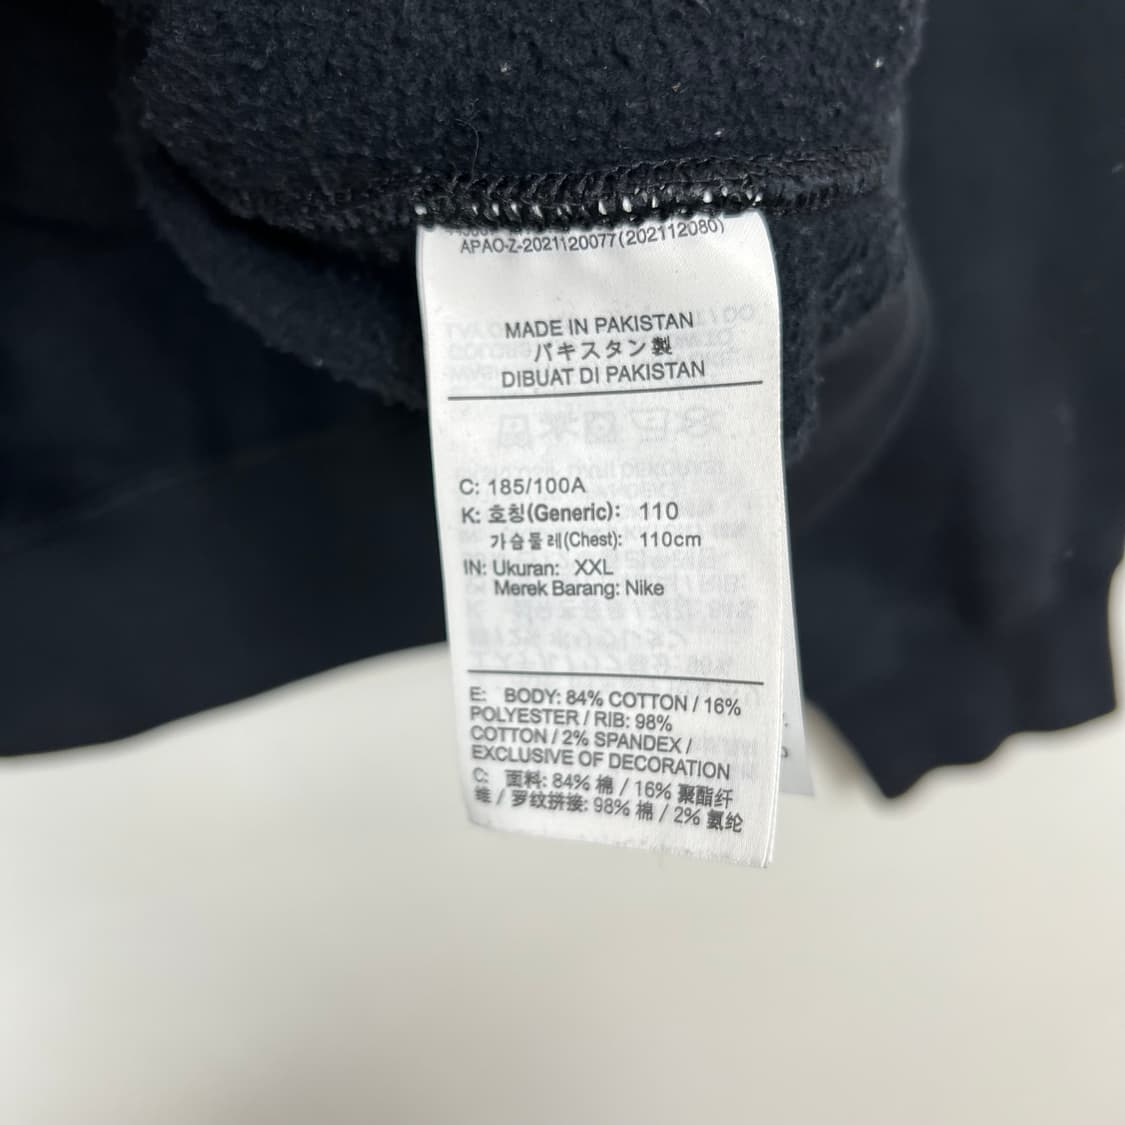 APAO-Z-2021120077(202112080)
MADE IN PAKISTAN
パキスタン製
DIBUAT DI PAKISTAN
C: 185/100A
K: 호칭(Generic): 110
가슴둘레(Chest): 110cm
IN: Ukuran: XXL
Merek Barang: Nike
E: BODY: 84% COTTON / 16%
POLYESTER / RIB: 98%
COTTON / 2% SPANDEX /
EXCLUSIVE OF DECORATION
C: 面料: 84% 棉 / 16% 聚酯纤
维 / 罗纹拼接: 98% 棉 / 2% 氨纶